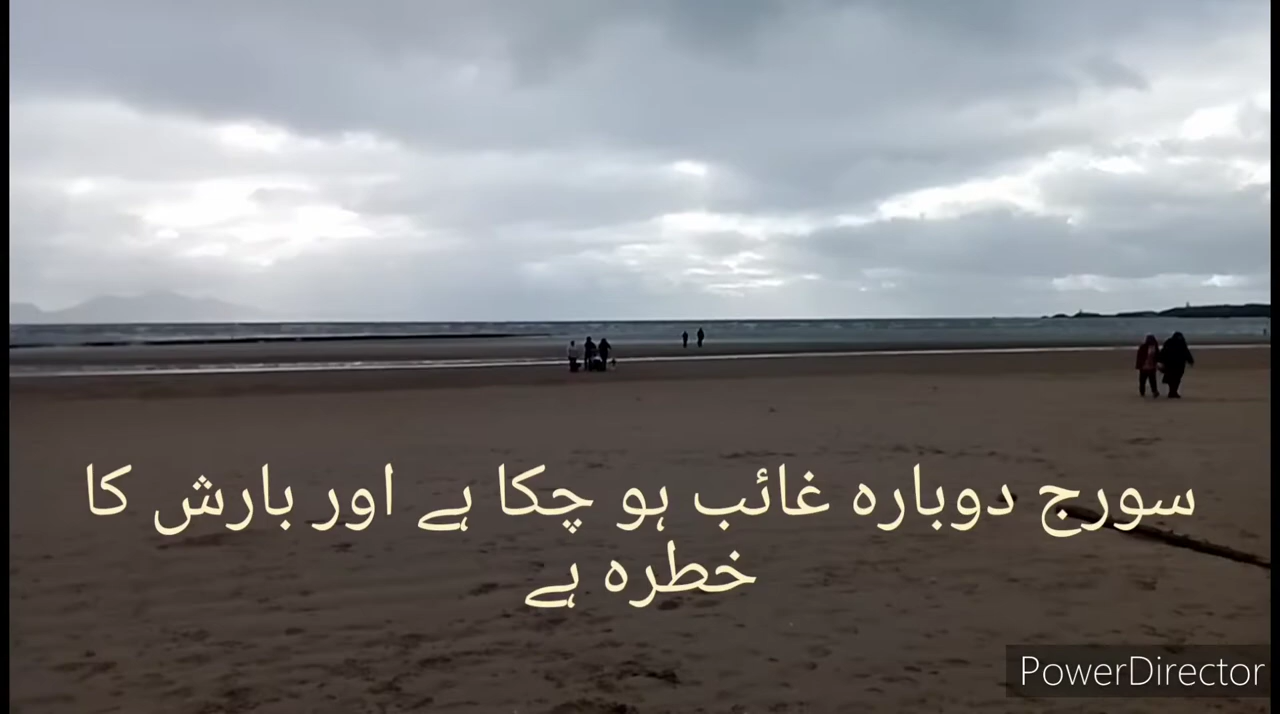 سورج دوبارہ غائب ہو چکا ہے اور بارش کا
خطرہ ہے
PowerDirector